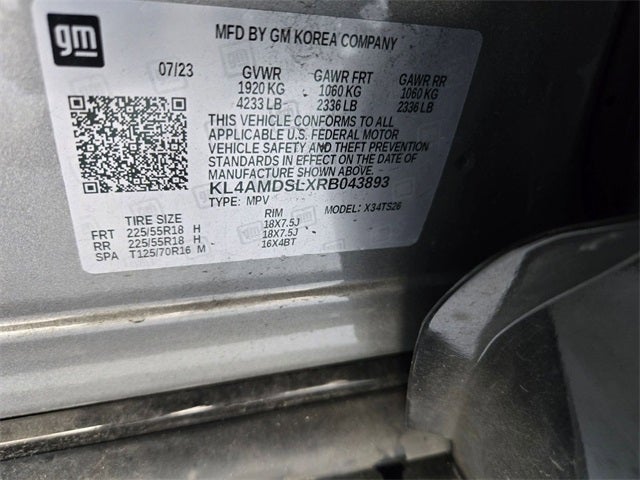 gm
MFD BY GM KOREA COMPANY
07/23 GVWR GAWR FRT GAWR RR
1920 KG 1060 KG 1060 KG
4233 LB 2336 LB 2336 LB
THIS VEHICLE CONFORMS TO ALL
APPLICABLE U.S. FEDERAL MOTOR
VEHICLE SAFETY AND THEFT PREVENTION
STANDARDS IN EFFECT ON THE DATE OF
MANUFACTURE SHOWN ABOVE.
KL4AMDSLXRB043893
TYPE: MPV MODEL: X34TS26
TIRE SIZE RIM
FRT 225/55R18 H 18X7.5J
RR 225/55R18 H 18X7.5J
SPA T125/70R16 M 16X4BT